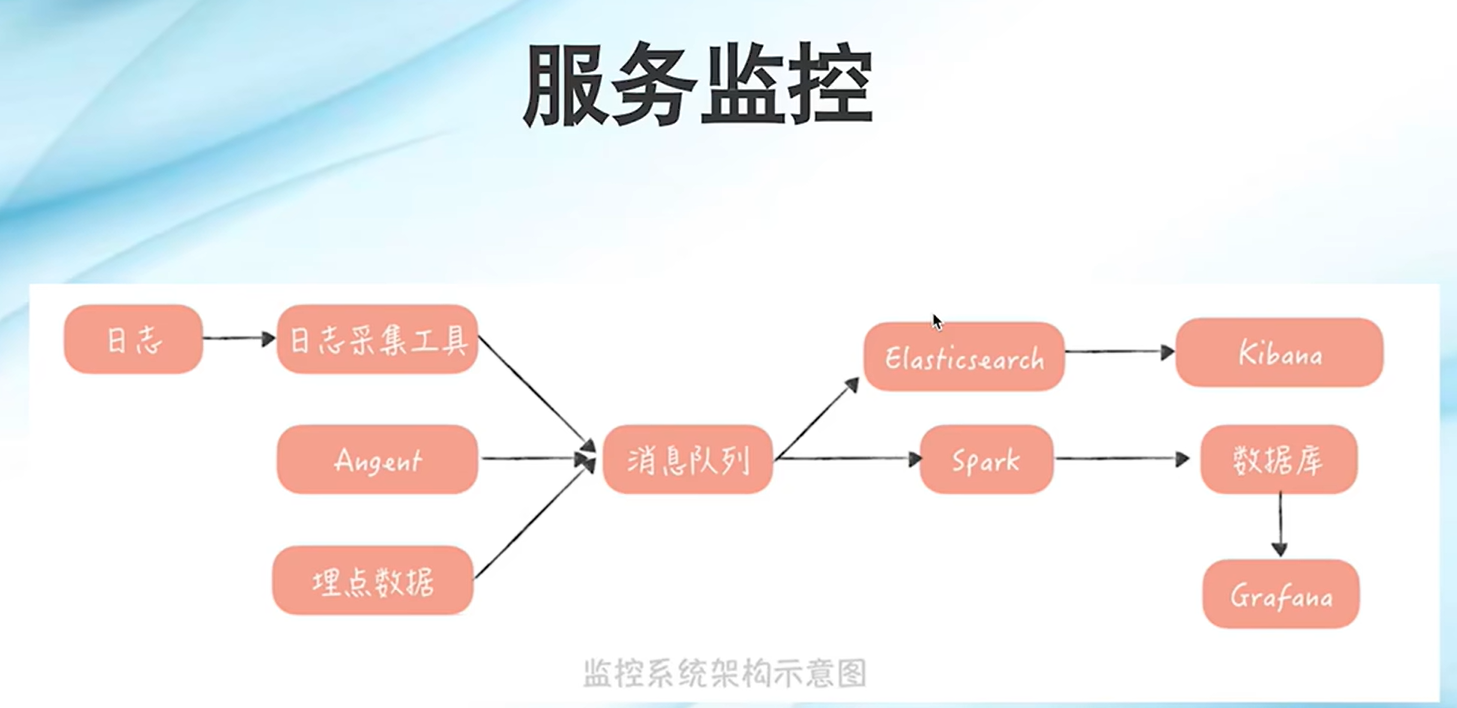 服务监控
日志
日志采集工具
Elasticsearch
Kibana
Angent
消息队列
Spark
数据库
埋点数据
Grafana
监控系统架构示意图